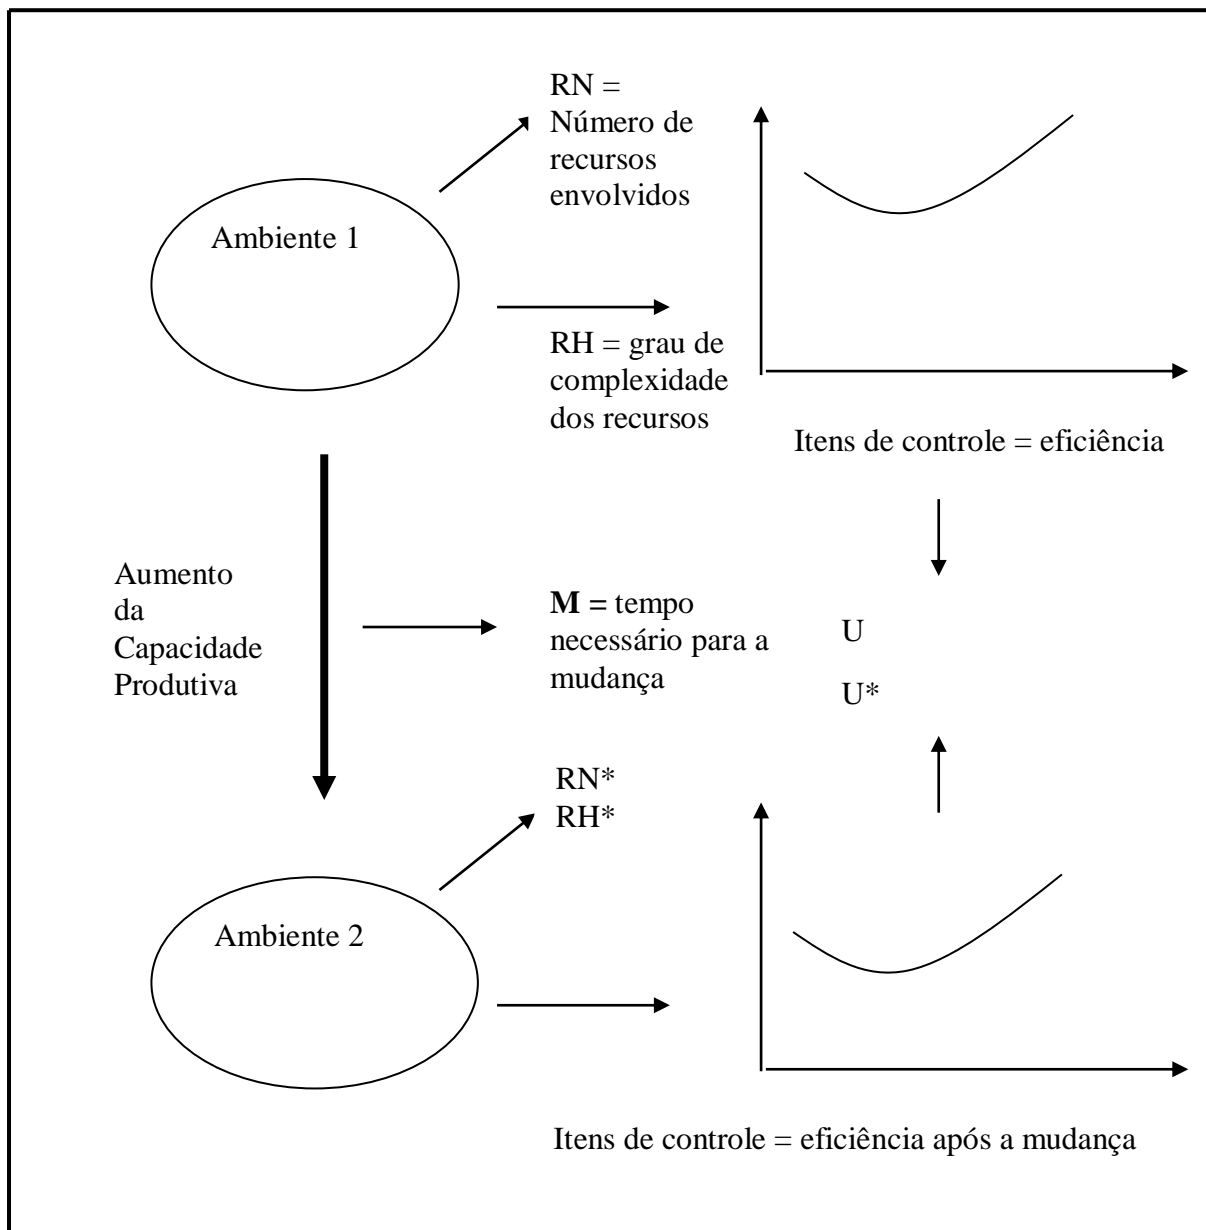 RN =
Número de
recursos
envolvidos
Ambiente 1
RH = grau de
complexidade
dos recursos
Itens de controle = eficiência
Aumento
da
Capacidade
Produtiva
M = tempo
necessário para a
mudança
U
U*
RN*
RH*
Ambiente 2
Itens de controle = eficiência após a mudança